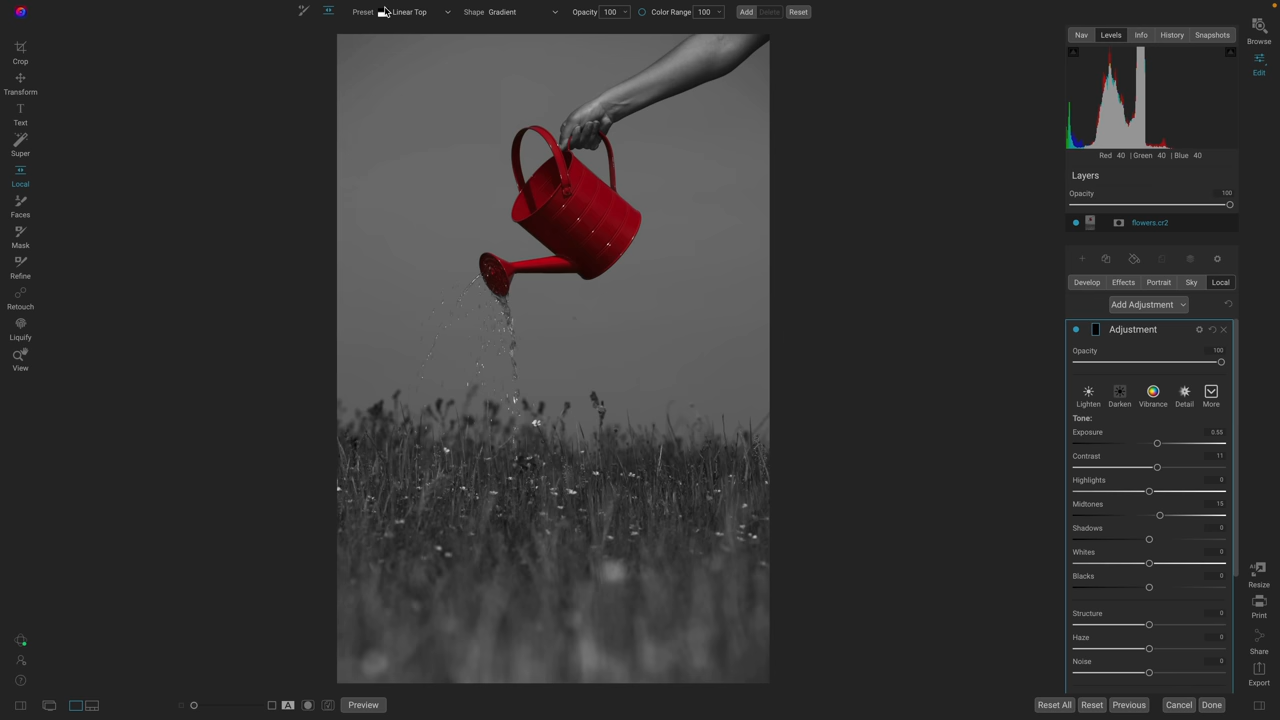 Preset Linear Top Shape Gradient Opacity 100 Color Range 100 Add Delete Reset
Crop
Transform
Text
Super
Local
Faces
Mask
Refine
Retouch
Liquify
View
Preview
Nav Levels Info History Snapshots
Red 40 | Green 40 | Blue 40
Layers
Opacity 100
flowers.cr2
Develop Effects Portrait Sky Local
Add Adjustment
Adjustment
Opacity 100
Lighten Darken Vibrance Detail More
Tone:
Exposure 0.55
Contrast 11
Highlights 0
Midtones 15
Shadows 0
Whites 0
Blacks 0
Structure 0
Haze 0
Noise 0
Reset All Reset Previous Cancel Done
Browse
Edit
AI
Resize
Print
Share
Export
A